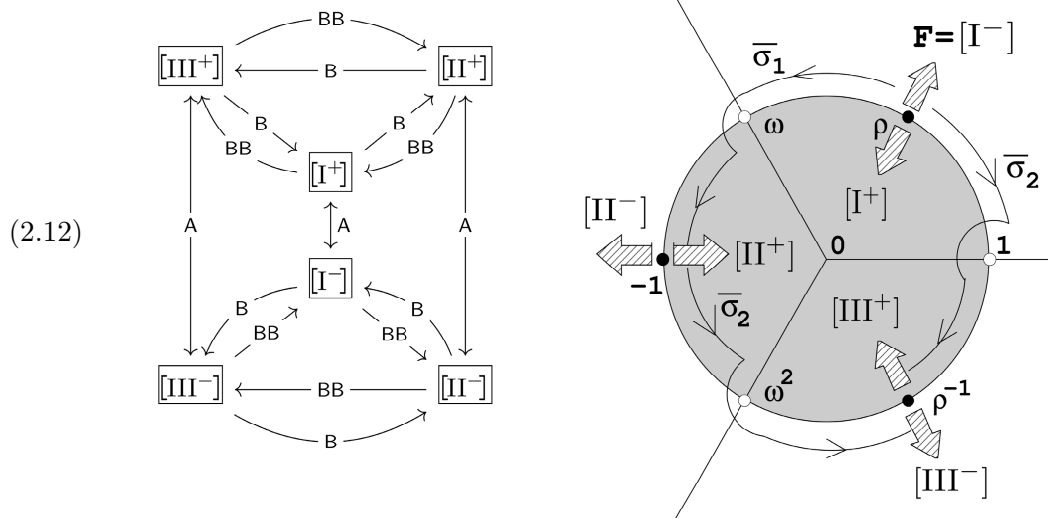 (2.12)
BB
[III⁺]
B
[II⁺]
B
B
BB
BB
[I⁺]
A
A
A
[I⁻]
B
B
BB
BB
[III⁻]
BB
[II⁻]
B
F=[I⁻]
σ̅₁
ω
ρ
σ̅₂
[I⁺]
[II⁻]
0
1
[II⁺]
-1
[III⁺]
σ̅₂
ω²
ρ⁻¹
[III⁻]